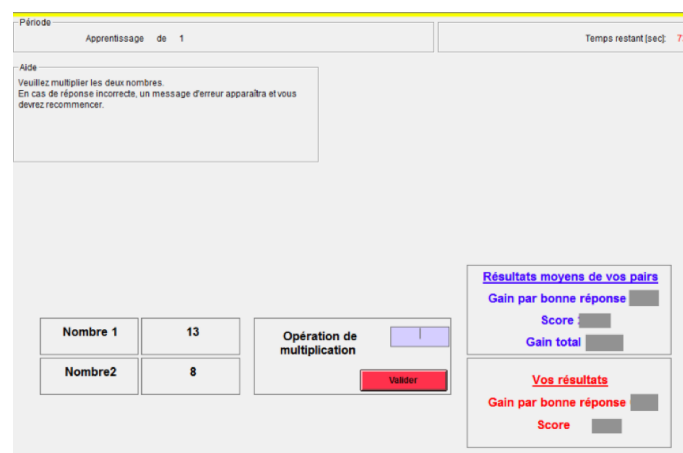 Période
Apprentissage de 1
Temps restant [sec]: 7
Aide
Veuillez multiplier les deux nombres.
En cas de réponse incorrecte, un message d'erreur apparaîtra et vous
devrez recommencer.
Résultats moyens de vos pairs
Gain par bonne réponse
Score :
Gain total
Nombre 1
13
Opération de
multiplication
Nombre2
8
Valider
Vos résultats
Gain par bonne réponse
Score